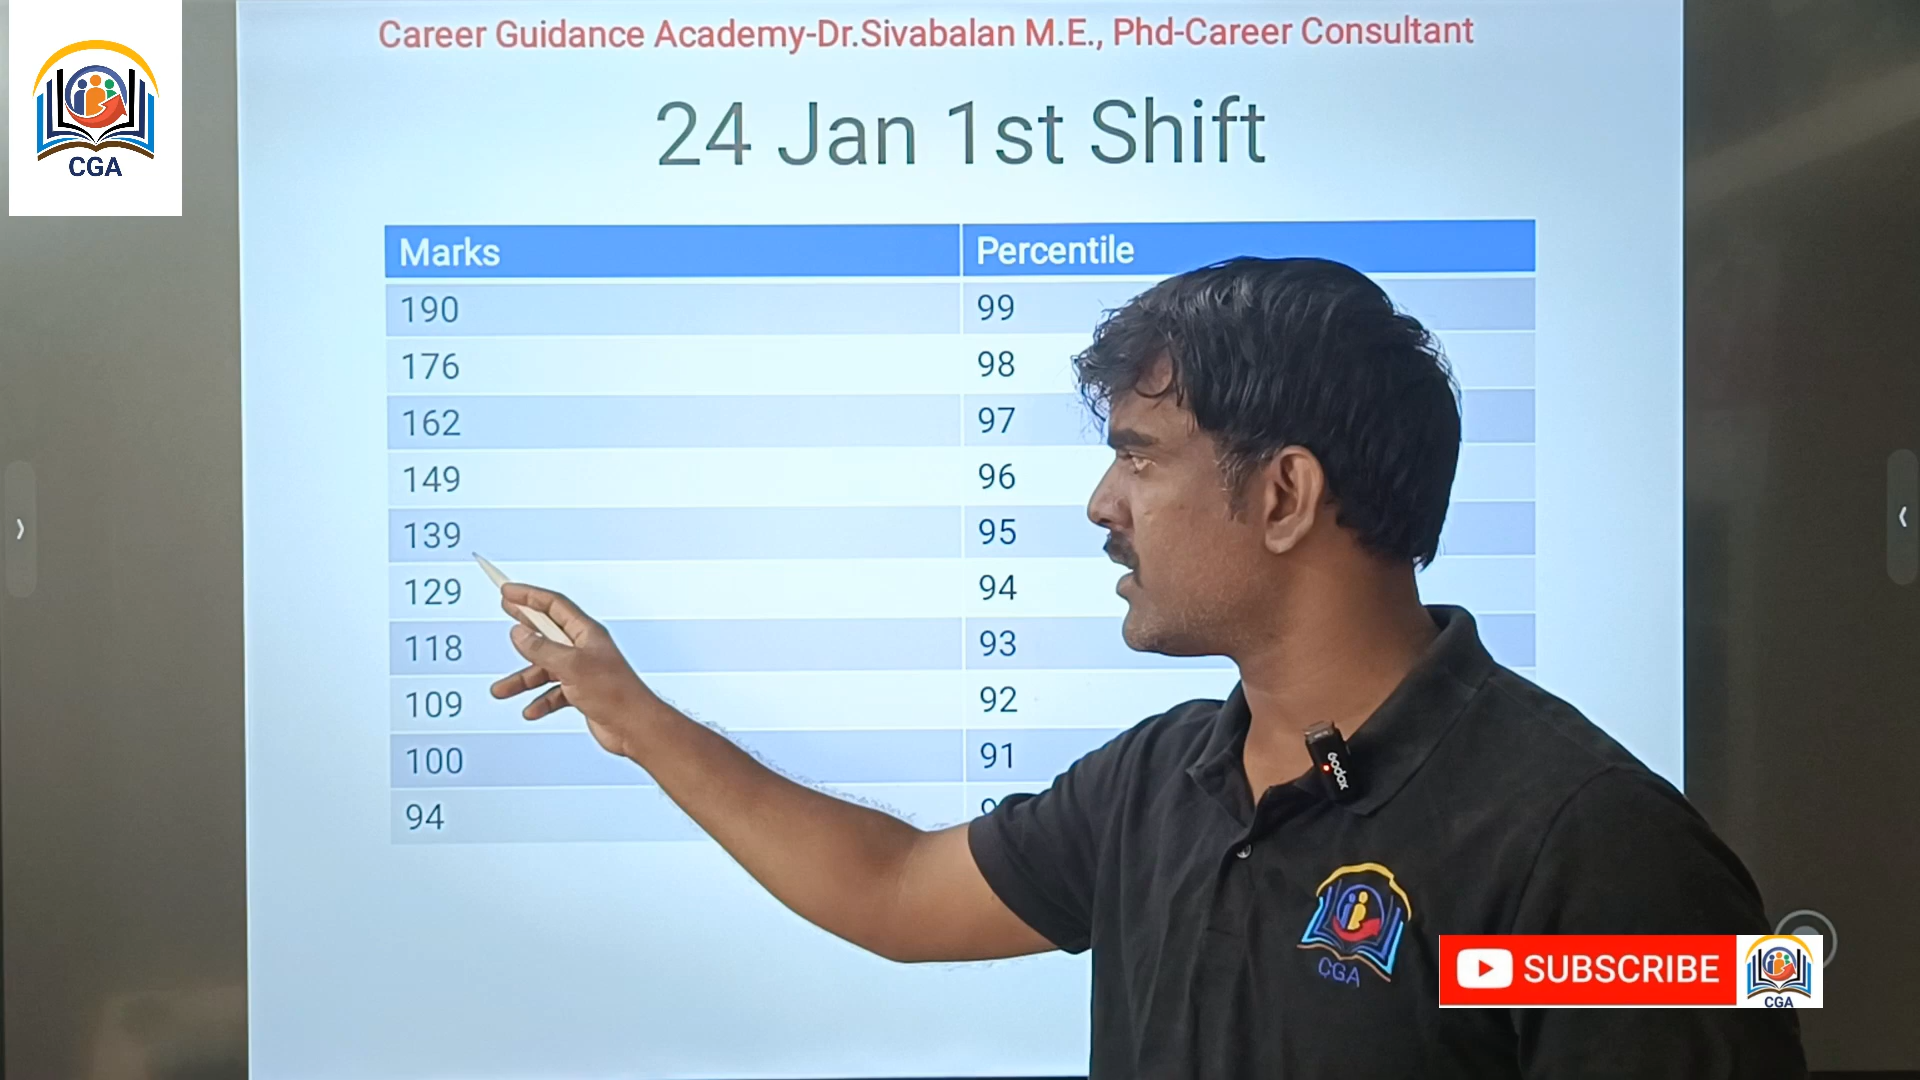 Career Guidance Academy-Dr.Sivabalan M.E., Phd-Career Consultant
CGA
24 Jan 1st Shift
Marks Percentile
190 99
176 98
162 97
149 96
139 95
129 94
118 93
109 92
100 91
94
Godox
CGA
SUBSCRIBE
CGA